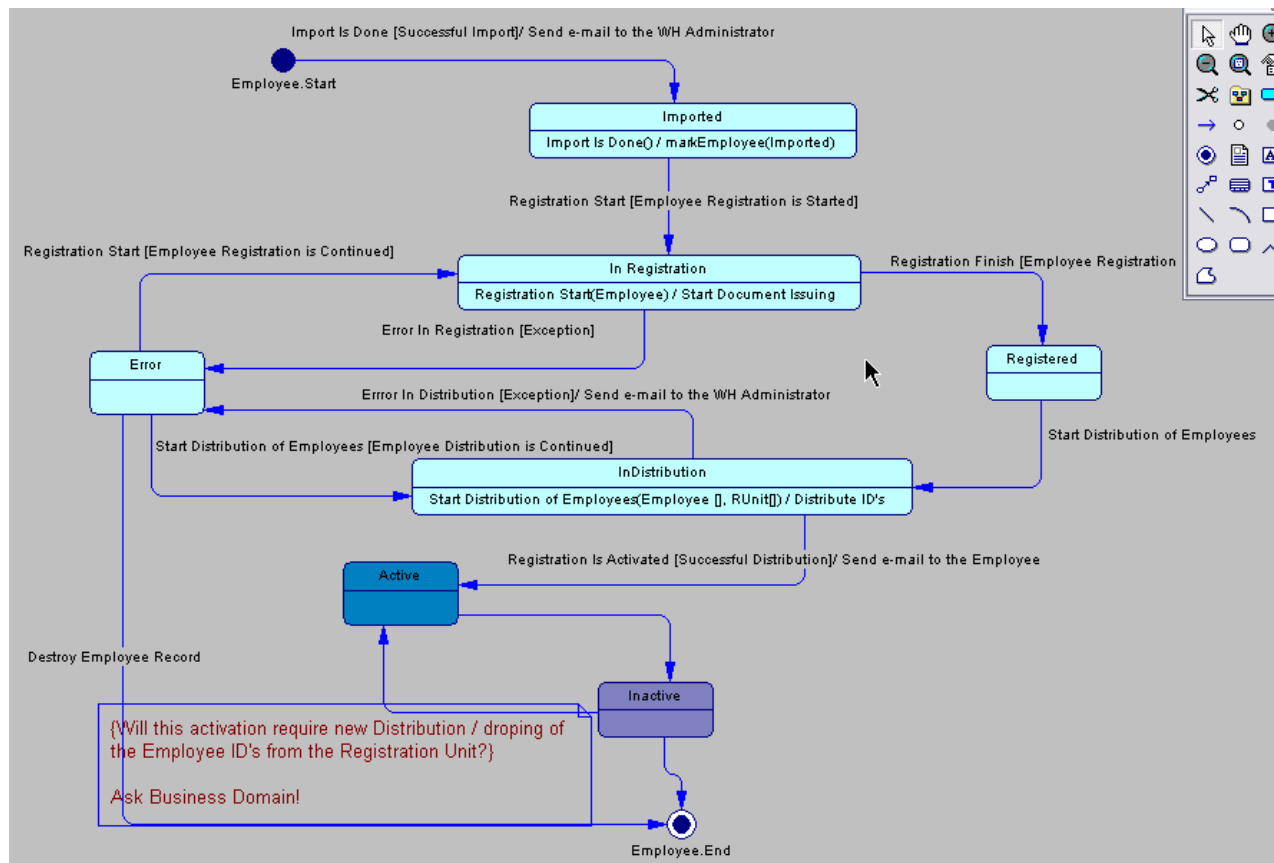 Import Is Done [Successful Import]/ Send e-mail to the WH Administrator
Employee.Start
Imported
Import Is Done() / markEmployee(Imported)
Registration Start [Employee Registration is Started]
Registration Start [Employee Registration is Continued]
In Registration
Registration Start(Employee) / Start Document Issuing
Registration Finish [Employee Registration
Error In Registration [Exception]
Error
Registered
Errror In Distribution [Exception]/ Send e-mail to the WH Administrator
Start Distribution of Employees [Employee Distribution is Continued]
Start Distribution of Employees
InDistribution
Start Distribution of Employees(Employee [], RUnit[]) / Distribute ID's
Registration Is Activated [Successful Distribution]/ Send e-mail to the Employee
Active
Destroy Employee Record
Inactive
{Will this activation require new Distribution / droping of
the Employee ID's from the Registration Unit?}
Ask Business Domain!
Employee.End